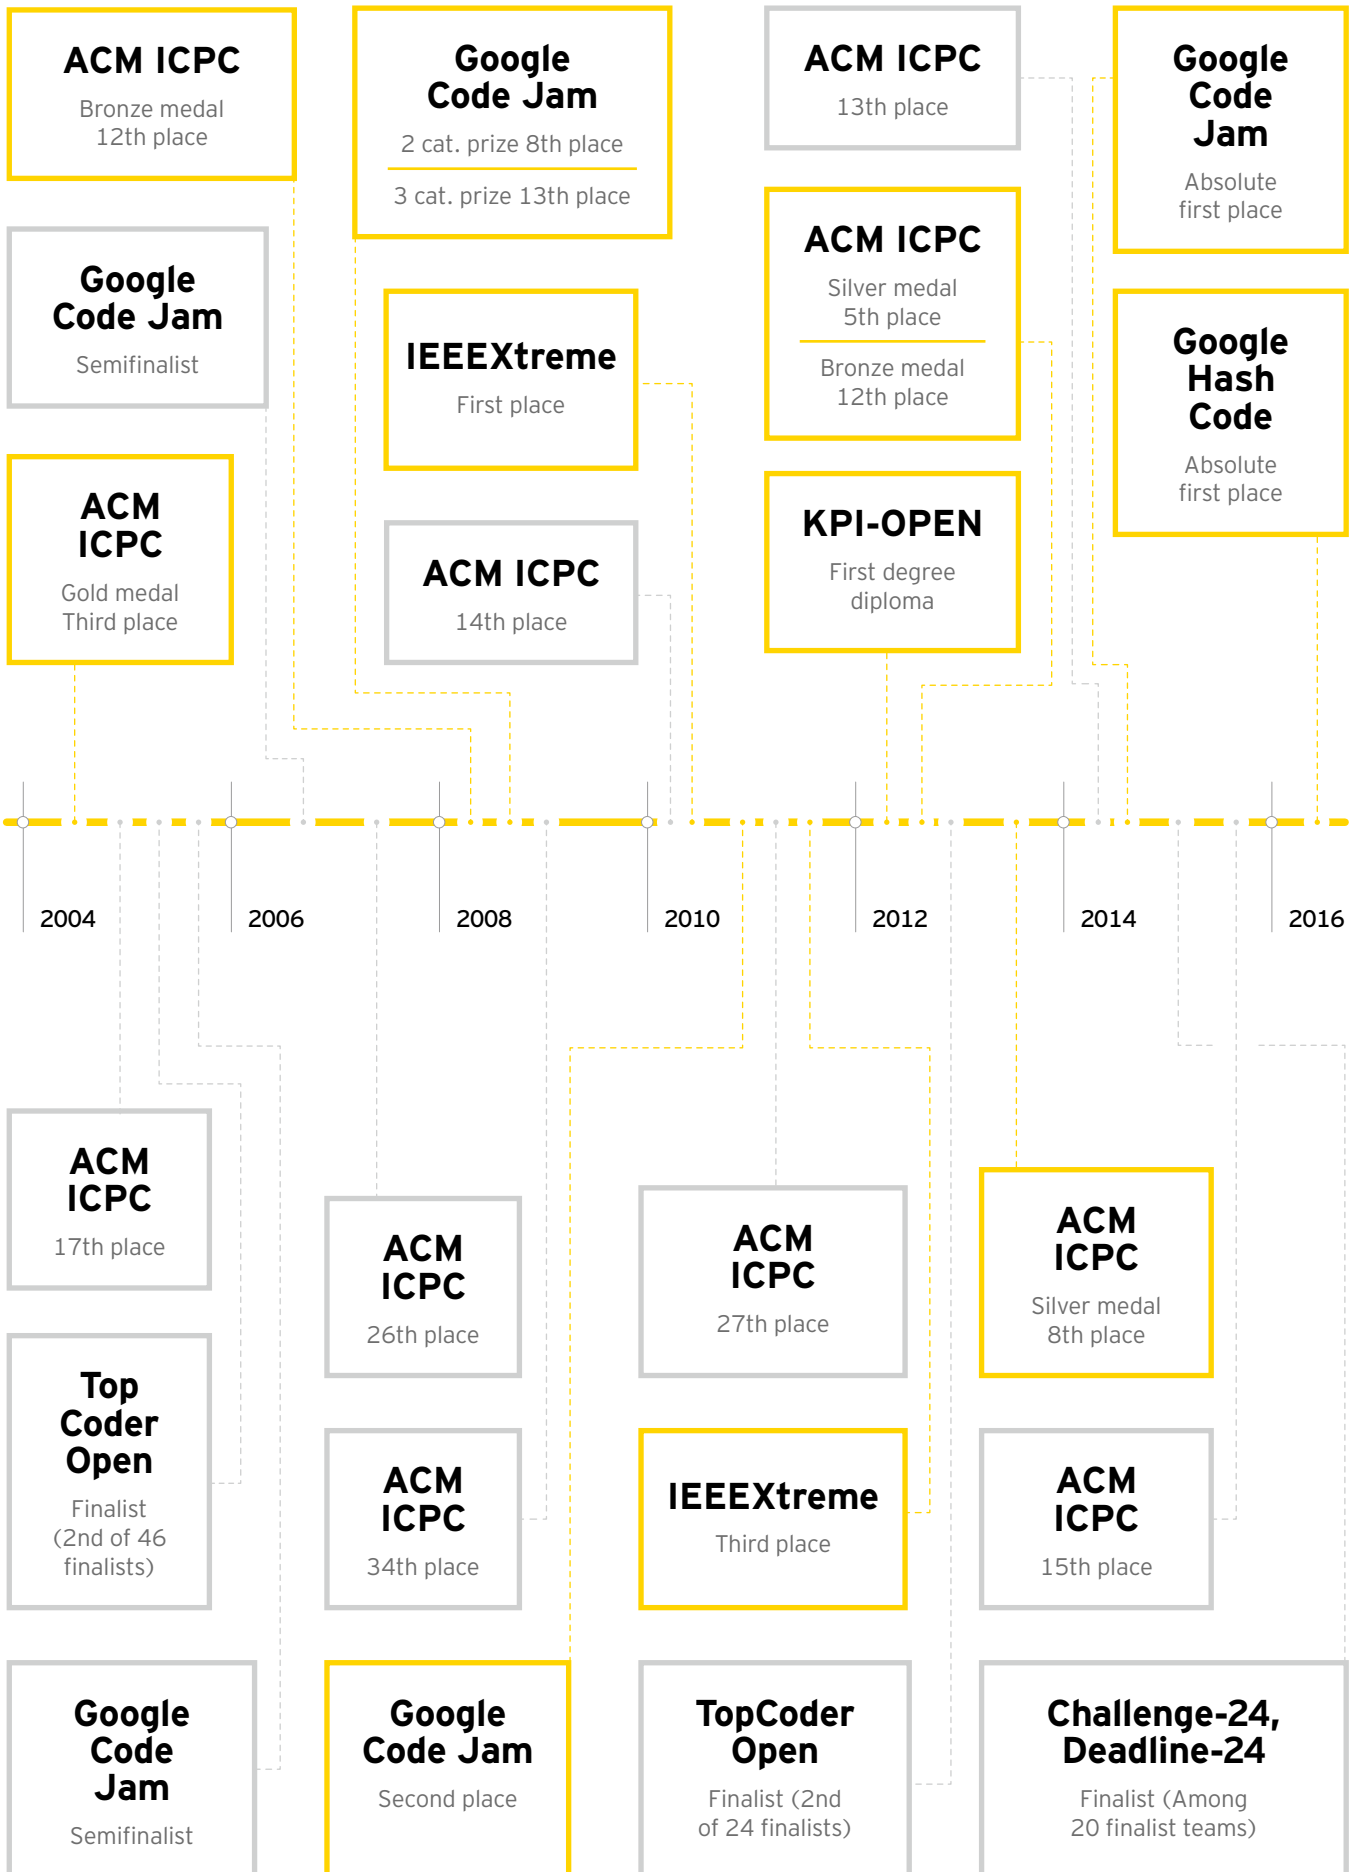 ACM ICPC
Bronze medal
12th place
Google
Code Jam
Semifinalist
ACM
ICPC
Gold medal
Third place
Google
Code Jam
2 cat. prize 8th place
3 cat. prize 13th place
IEEEXtreme
First place
ACM ICPC
14th place
ACM ICPC
13th place
ACM ICPC
Silver medal
5th place
Bronze medal
12th place
KPI-OPEN
First degree
diploma
Google
Code
Jam
Absolute
first place
Google
Hash
Code
Absolute
first place
2004
2006
2008
2010
2012
2014
2016
ACM
ICPC
17th place
Top
Coder
Open
Finalist
(2nd of 46
finalists)
Google
Code
Jam
Semifinalist
ACM
ICPC
26th place
ACM
ICPC
34th place
Google
Code Jam
Second place
ACM
ICPC
27th place
IEEEXtreme
Third place
TopCoder
Open
Finalist (2nd
of 24 finalists)
ACM
ICPC
Silver medal
8th place
ACM
ICPC
15th place
Challenge-24,
Deadline-24
Finalist (Among
20 finalist teams)